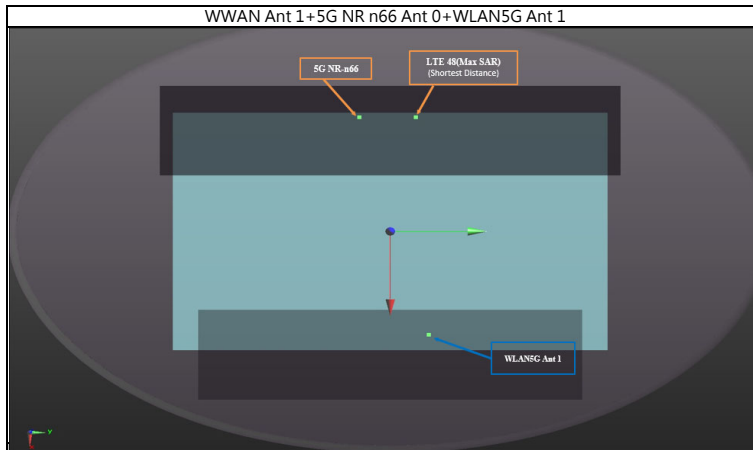 WWAN Ant 1+5G NR n66 Ant 0+WLAN5G Ant 1
5G NR-n66
LTE 48(Max SAR)
(Shortest Distance)
WLAN5G Ant 1
Y